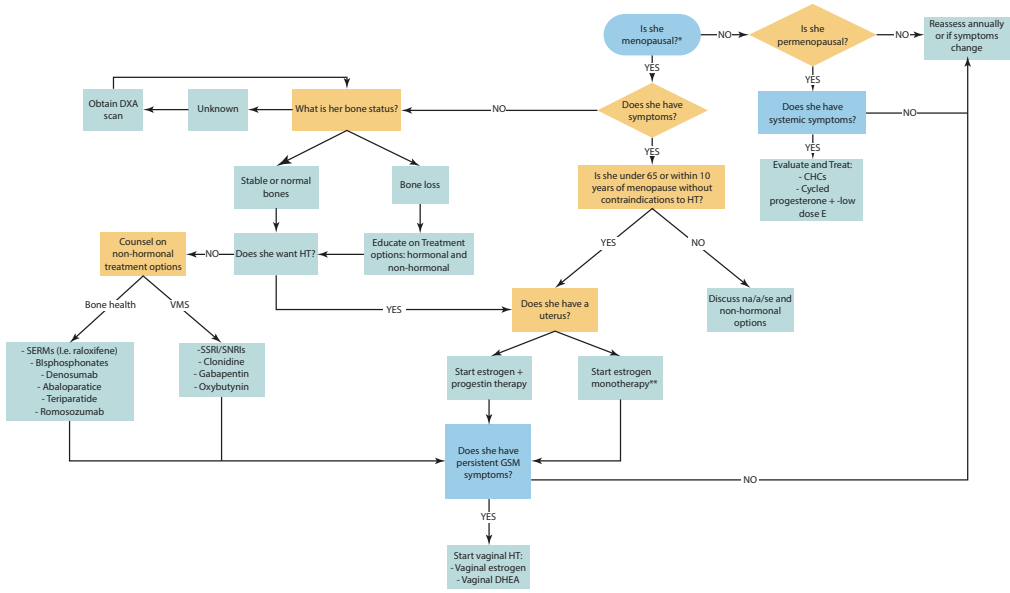 Is she
menopausal?*
NO
Is she
permenopausal?
NO
Reassess annually
or if symptoms
change
YES
YES
Obtain DXA
scan
Unknown
What is her bone status?
NO
Does she have
symptoms?
Does she have
systemic symptoms?
NO
YES
YES
Stable or normal
bones
Bone loss
Is she under 65 or within 10
years of menopause without
contraindications to HT?
Evaluate and Treat:
- CHCs
- Cycled
progesterone + -low
dose E
Counsel on
non-hormonal
treatment options
NO
Does she want HT?
Educate on Treatment
options: hormonal and
non-hormonal
YES
NO
Bone health
VMS
YES
Does she have a
uterus?
Discuss na/a/se and
non-hormonal
options
- SERMs (I.e. raloxifene)
- BIsphosphonates
- Denosumab
- Abaloparatice
- Teriparatide
- Romosozumab
-SSRI/SNRIs
- Clonidine
- Gabapentin
- Oxybutynin
Start estrogen +
progestin therapy
Start estrogen
monotherapy**
Does she have
persistent GSM
symptoms?
NO
YES
Start vaginal HT:
- Vaginal estrogen
- Vaginal DHEA